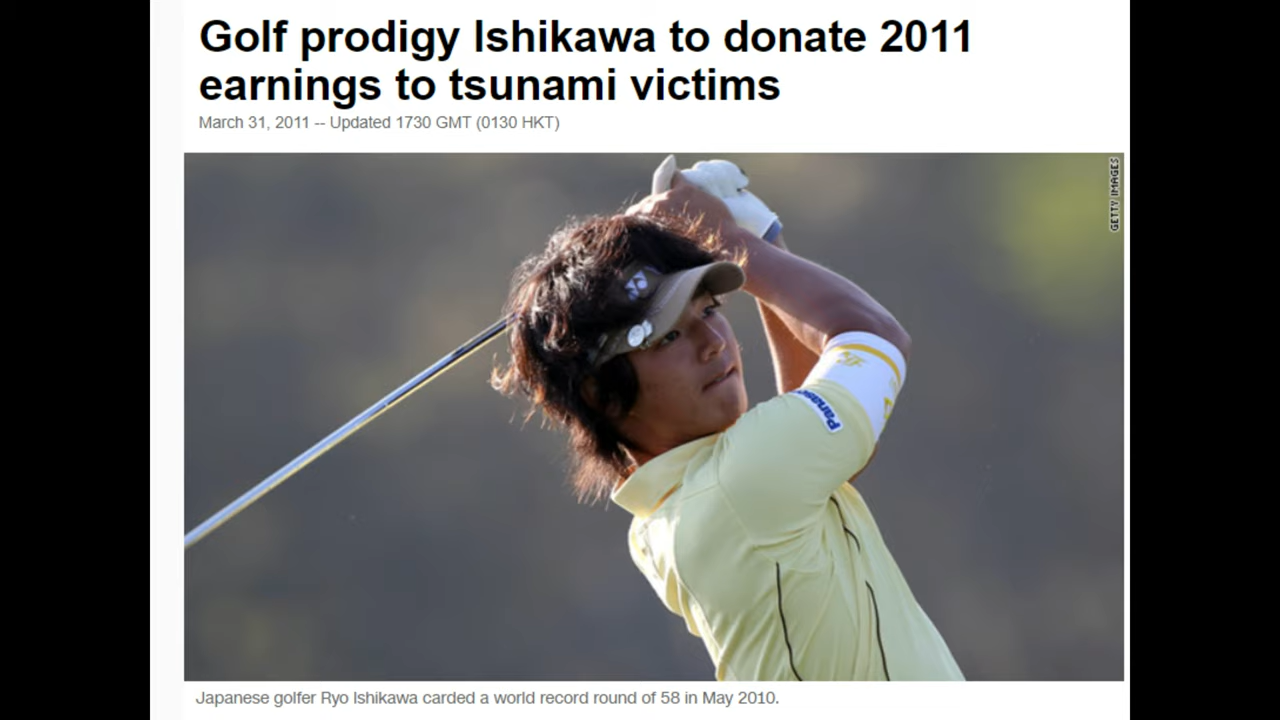 Golf prodigy Ishikawa to donate 2011
earnings to tsunami victims
March 31, 2011 -- Updated 1730 GMT (0130 HKT)
GETTY IMAGES
Japanese golfer Ryo Ishikawa carded a world record round of 58 in May 2010.